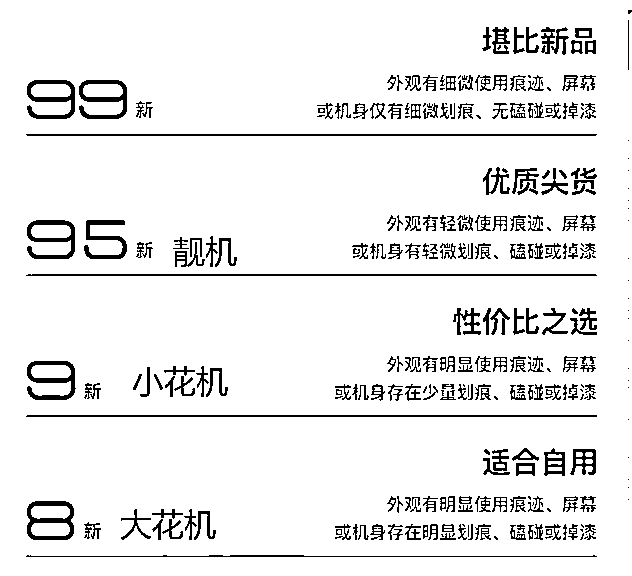 堪比新品
外观有细微使用痕迹、屏幕
99新 或机身仅有细微划痕、无磕碰或掉漆
优质尖货
外观有轻微使用痕迹、屏幕
95新 靓机 或机身有轻微划痕、磕碰或掉漆
性价比之选
外观有明显使用痕迹、屏幕
9新 小花机 或机身存在少量划痕、磕碰或掉漆
适合自用
外观有明显使用痕迹、屏幕
8新 大花机 或机身存在明显划痕、磕碰或掉漆